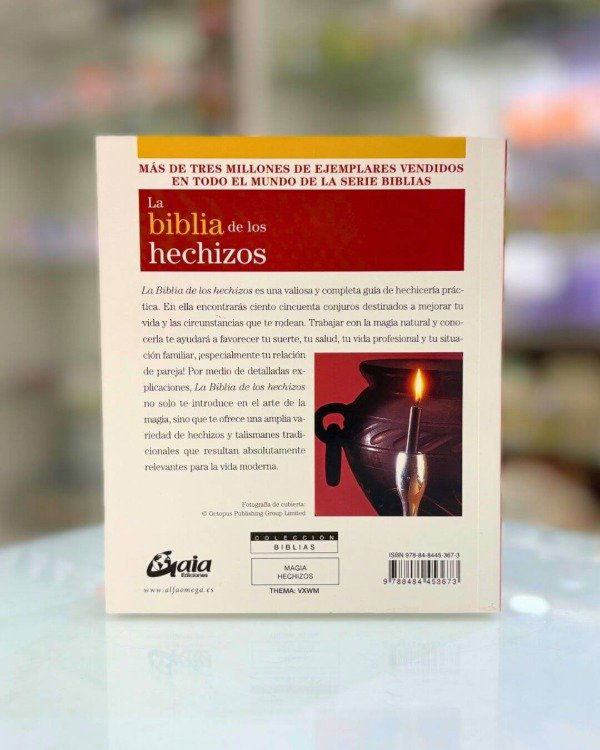 MÁS DE TRES MILLONES DE EJEMPLARES VENDIDOS
EN TODO EL MUNDO DE LA SERIE BIBLIAS
La
biblia de los
hechizos
La Biblia de los hechizos es una valiosa y completa guía de hechicería prác-
tica. En ella encontrarás ciento cincuenta conjuros destinados a mejorar tu
vida y las circunstancias que te rodean. Trabajar con la magia natural y cono-
cerla te ayudará a favorecer tu suerte, tu salud, tu vida profesional y tu situa-
ción familiar, ¡especialmente tu relación
de pareja! Por medio de detalladas ex-
plicaciones, La Biblia de los hechizos
no solo te introduce en el arte de la
magia, sino que te ofrece una amplia va-
riedad de hechizos y talismanes tradi-
cionales que resultan absolutamente
relevantes para la vida moderna.
Fotografía de cubierta:
© Octopus Publishing Group Limited
Gaia
Ediciones
www.alfaomega.es
COLECCIÓN
BIBLIAS
MAGIA
HECHIZOS
THEMA: VXWM
ISBN 978-84-8445-367-3
9 788484 453673